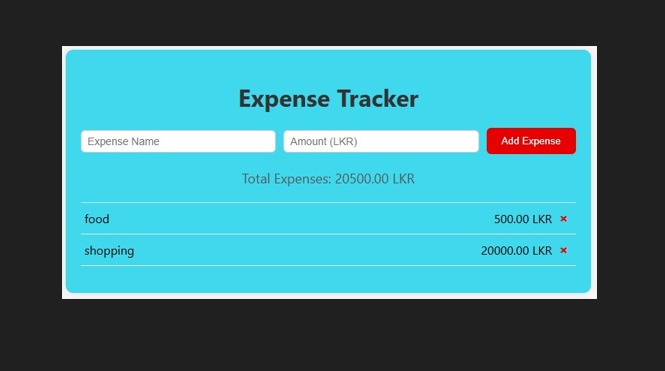 Expense Tracker
Expense Name Amount (LKR) Add Expense
Total Expenses: 20500.00 LKR
food 500.00 LKR ×
shopping 20000.00 LKR ×